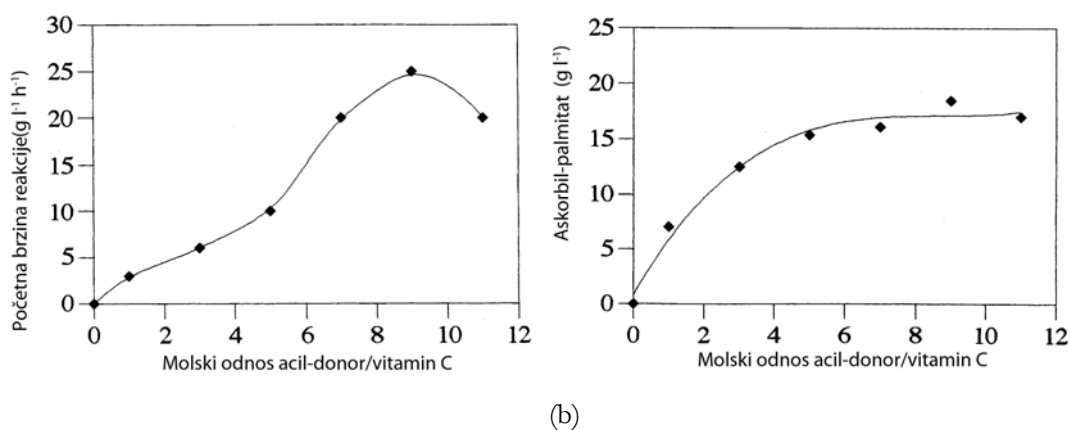 30
25
20
15
10
5
0
Početna brzina reakcije(g l⁻¹ h⁻¹)
0 2 4 6 8 10 12
Molski odnos acil-donor/vitamin C
25
20
15
10
5
0
Askorbil-palmitat (g l⁻¹)
0 2 4 6 8 10 12
Molski odnos acil-donor/vitamin C
(b)